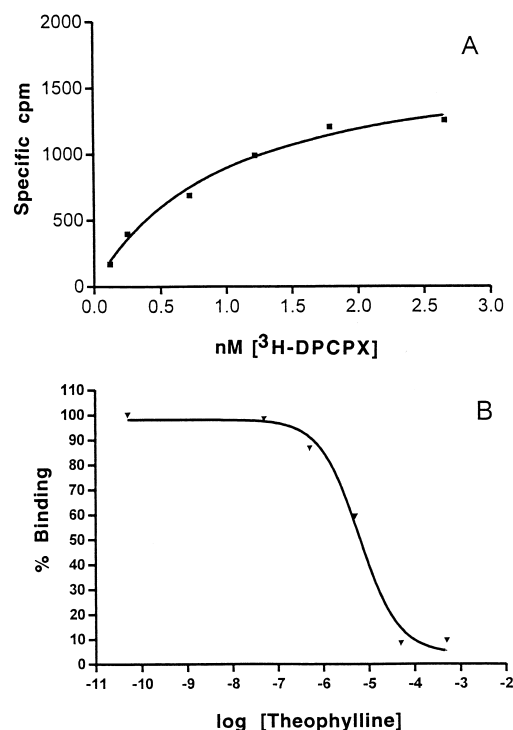 A
Specific cpm
2000
1500
1000
500
0
0.0 0.5 1.0 1.5 2.0 2.5 3.0
nM [³H-DPCPX]
B
% Binding
110
100
90
80
70
60
50
40
30
20
10
0
-11 -10 -9 -8 -7 -6 -5 -4 -3 -2
log [Theophylline]